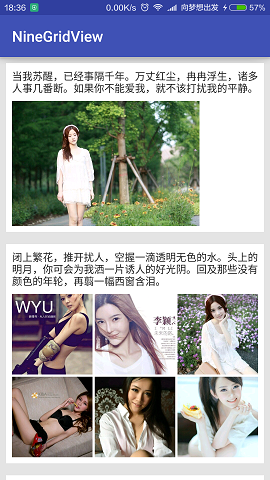 18:36 0.00K/s 向梦想出发 57%
NineGridView
当我苏醒，已经事隔千年。万丈红尘，冉冉浮生，诸多
人事几番断。如果你不能爱我，就不该打扰我的平静。
闭上繁花，推开扰人，空握一滴透明无色的水。头上的
明月，你可会为我洒一片诱人的好光阴。回及那些没有
颜色的年轮，再翦一幅西窗含泪。
WYU
李颖